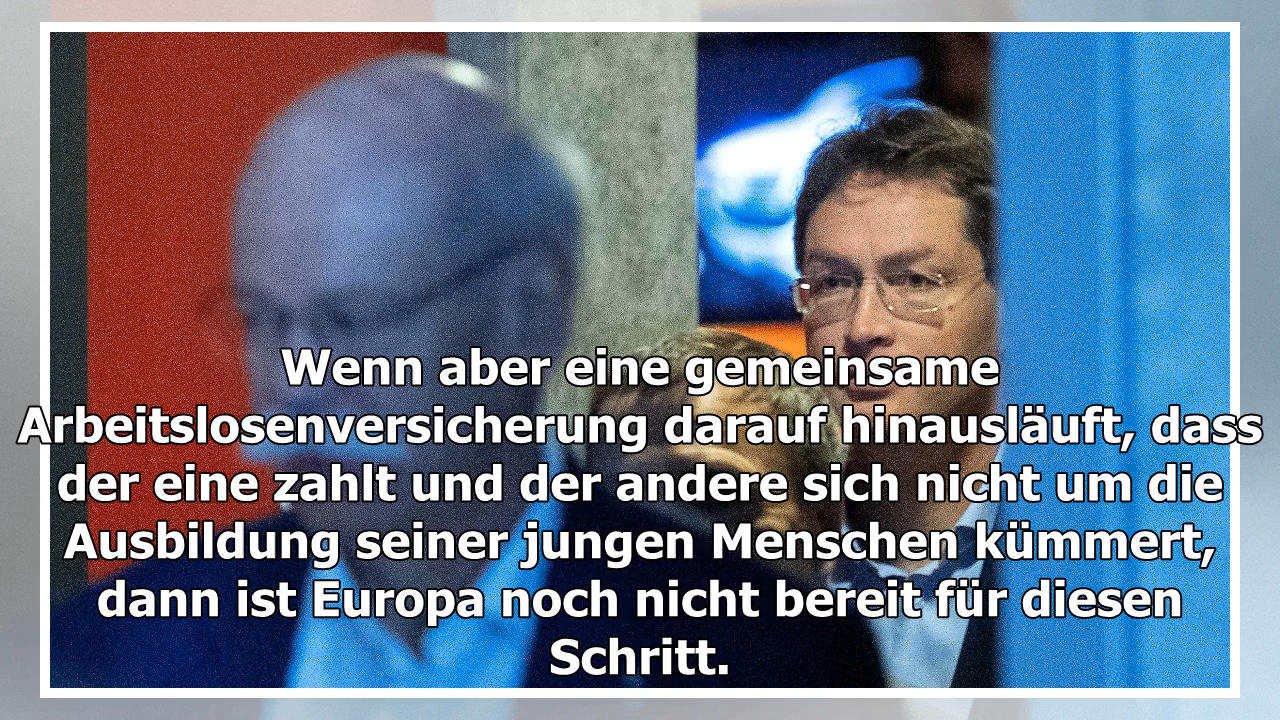 Wenn aber eine gemeinsame
Arbeitslosenversicherung darauf hinausläuft, dass
der eine zahlt und der andere sich nicht um die
Ausbildung seiner jungen Menschen kümmert,
dann ist Europa noch nicht bereit für diesen
Schritt.